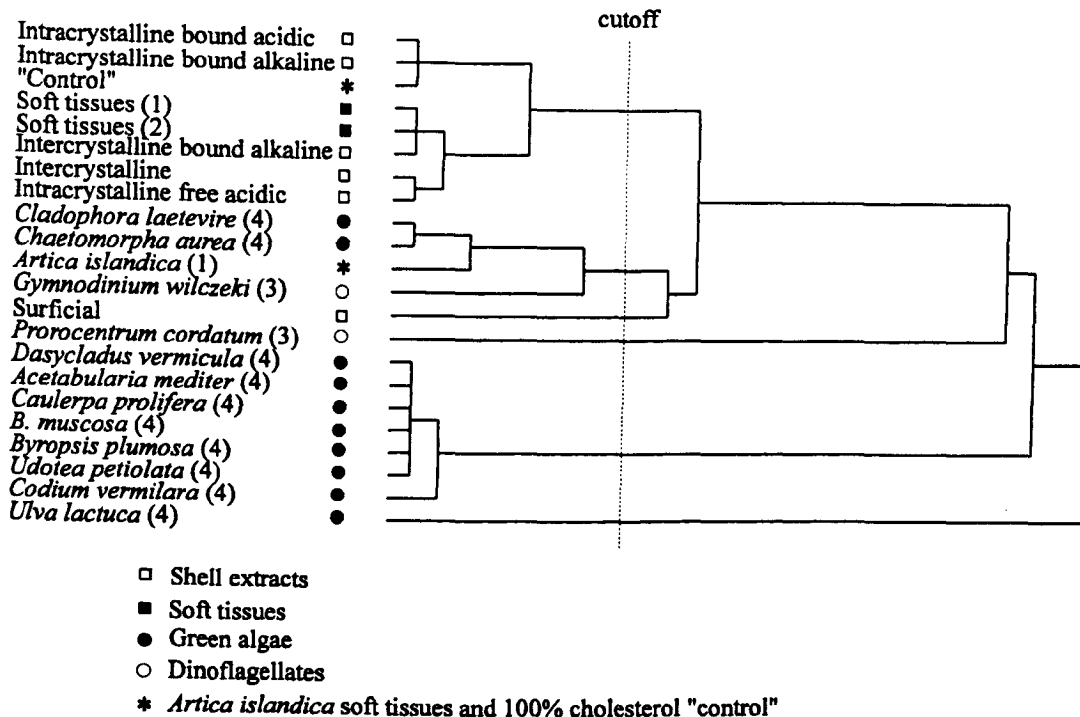 cutoff
Intracrystalline bound acidic
Intracrystalline bound alkaline
"Control"
Soft tissues (1)
Soft tissues (2)
Intercrystalline bound alkaline
Intercrystalline
Intracrystalline free acidic
Cladophora laetevire (4)
Chaetomorpha aurea (4)
Artica islandica (1)
Gymnodinium wilczeki (3)
Surficial
Prorocentrum cordatum (3)
Dasycladus vermicula (4)
Acetabularia mediter (4)
Caulerpa prolifera (4)
B. muscosa (4)
Byropsis plumosa (4)
Udotea petiolata (4)
Codium vermilara (4)
Ulva lactuca (4)
Shell extracts
Soft tissues
Green algae
Dinoflagellates
Artica islandica soft tissues and 100% cholesterol "control"